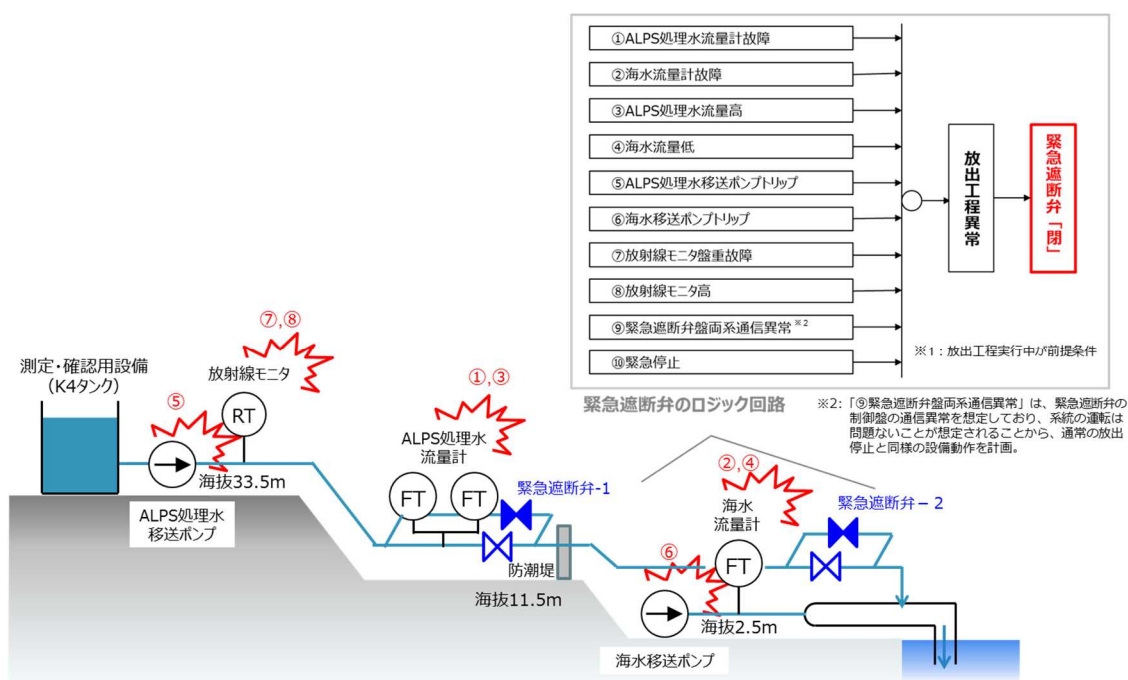 ①ALPS処理水流量計故障
②海水流量計故障
③ALPS処理水流量高
④海水流量低
⑤ALPS処理水移送ポンプトリップ
⑥海水移送ポンプトリップ
⑦放射線モニタ盤重故障
⑧放射線モニタ高
⑨緊急遮断弁盤両系通信異常※2
⑩緊急停止
放出工程異常
緊急遮断弁「閉」
※1：放出工程実行中が前提条件
緊急遮断弁のロジック回路
※2：「⑨緊急遮断弁盤両系通信異常」は、緊急遮断弁の
制御盤の通信異常を想定しており、系統の運転は
問題ないことが想定されることから、通常の放出
停止と同様の設備動作を計画。
測定・確認用設備
（K4タンク）
⑤
⑦,⑧
放射線モニタ
RT
海抜33.5m
ALPS処理水
移送ポンプ
①,③
ALPS処理水
流量計
FT
FT
緊急遮断弁-1
防潮堤
海抜11.5m
②,④
海水
流量計
緊急遮断弁－2
⑥
FT
海抜2.5m
海水移送ポンプ